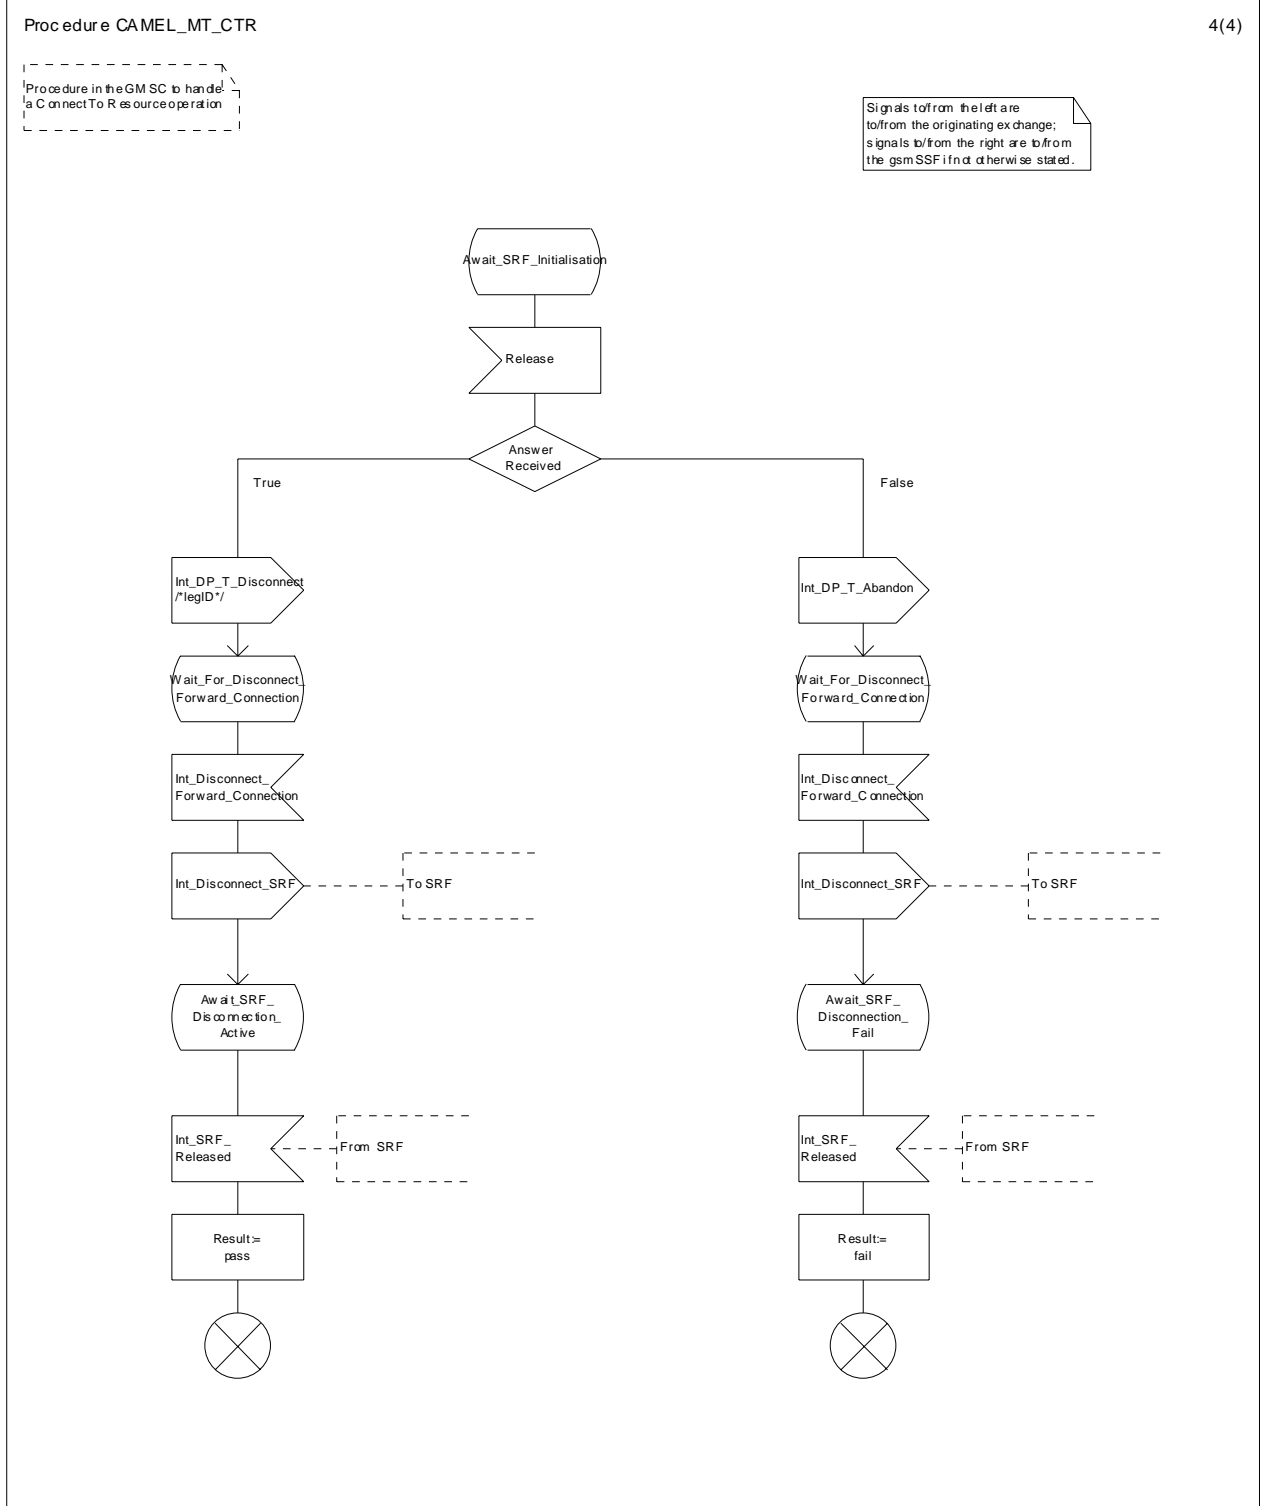 Procedure CAMEL_MT_CTR
4(4)
Procedure in the GMSC to handle
a Connect To Resource operation
Signals to/from the left are
to/from the originating exchange;
signals to/from the right are to/from
the gsmSSF if not otherwise stated.
Await_SRF_Initialisation
Release
Answer
Received
True
False
Int_DP_T_Disconnect
/*legID*/
Int_DP_T_Abandon
Wait_For_Disconnect_
Forward_Connection
Wait_For_Disconnect_
Forward_Connection
Int_Disconnect_
Forward_Connection
Int_Disconnect_
Forward_Connection
Int_Disconnect_SRF
To SRF
Int_Disconnect_SRF
To SRF
Await_SRF_
Disconnection_
Active
Await_SRF_
Disconnection_
Fail
Int_SRF_
Released
From SRF
Int_SRF_
Released
From SRF
Result:=
pass
Result:=
fail